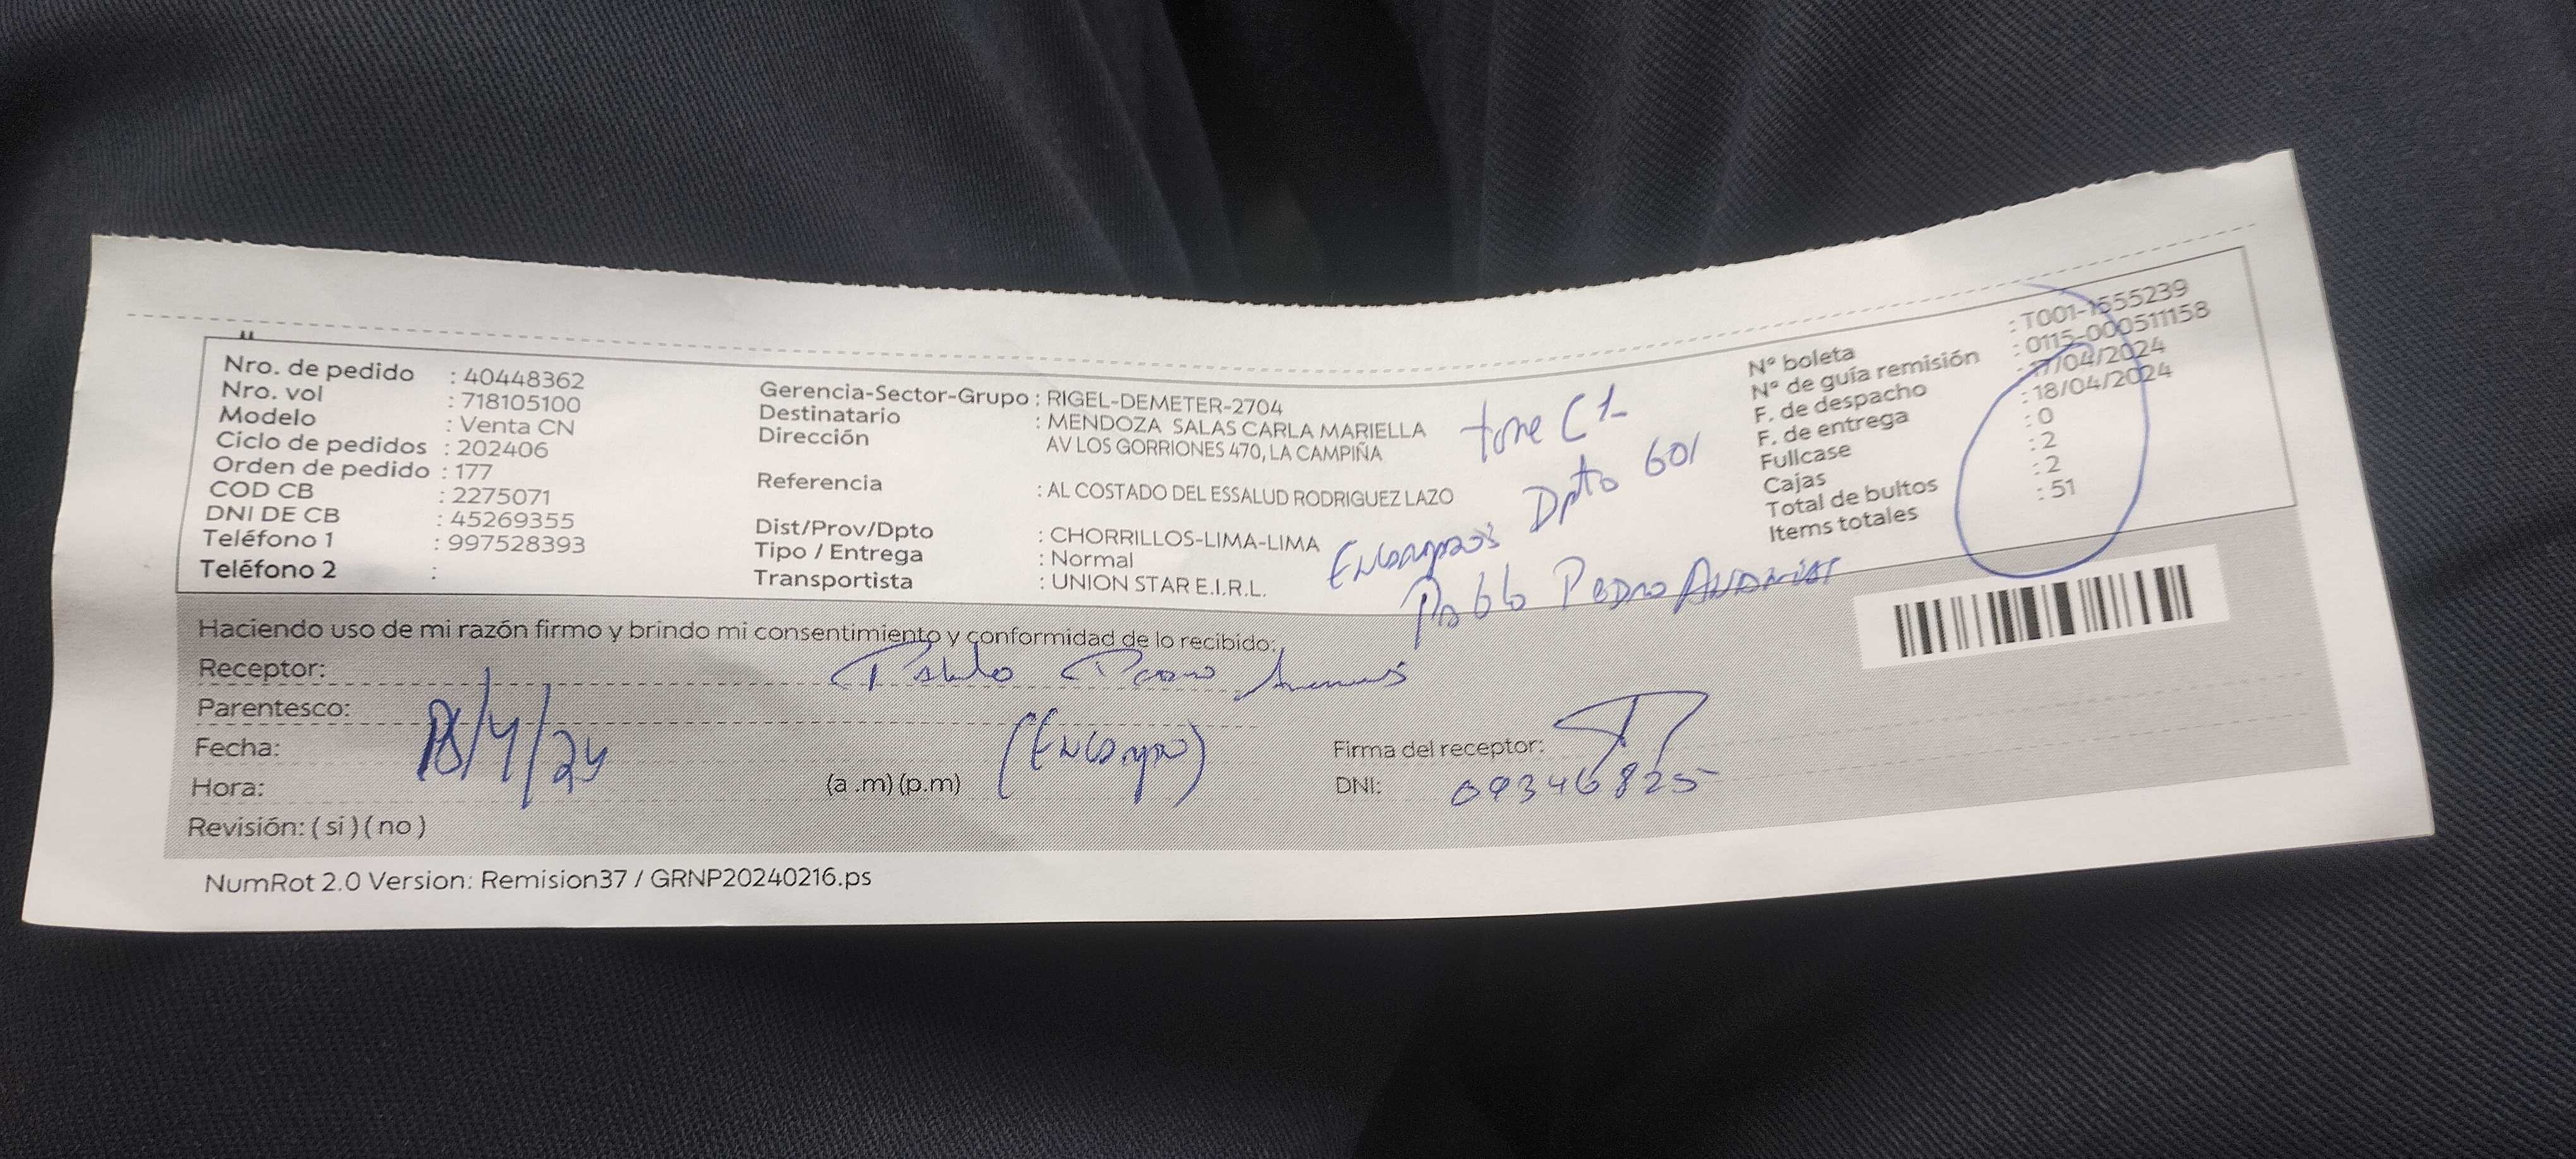 Nro. de pedido : 40448362
Nro. vol : 718105100
Modelo : Venta CN
Ciclo de pedidos : 202406
Orden de pedido : 177
COD CB : 2275071
DNI DE CB : 45269355
Teléfono 1 : 997528393
Teléfono 2 :
Gerencia-Sector-Grupo : RIGEL-DEMETER-2704
Destinatario : MENDOZA SALAS CARLA MARIELLA
Dirección AV LOS GORRIONES 470, LA CAMPIÑA
Referencia : AL COSTADO DEL ESSALUD RODRIGUEZ LAZO
Dist/Prov/Dpto : CHORRILLOS-LIMA-LIMA
Tipo / Entrega : Normal
Transportista : UNION STAR E.I.R.L.
C1
Dpto 601
Pablo Pedro
N° boleta : T001-1555239
N° de guía remisión : 0115-000511158
F. de despacho : 17/04/2024
F. de entrega : 18/04/2024
Fullcase : 0
Cajas : 2
Total de bultos : 2
Items totales : 51
Haciendo uso de mi razón firmo y brindo mi consentimiento y conformidad de lo recibido:
Receptor: Pablo Pedro
Parentesco:
Fecha: 18/4/24
Hora: (a .m) (p.m)
Firma del receptor:
DNI: 09346825
Revisión: ( si ) ( no )
NumRot 2.0 Version: Remision37 / GRNP20240216.ps